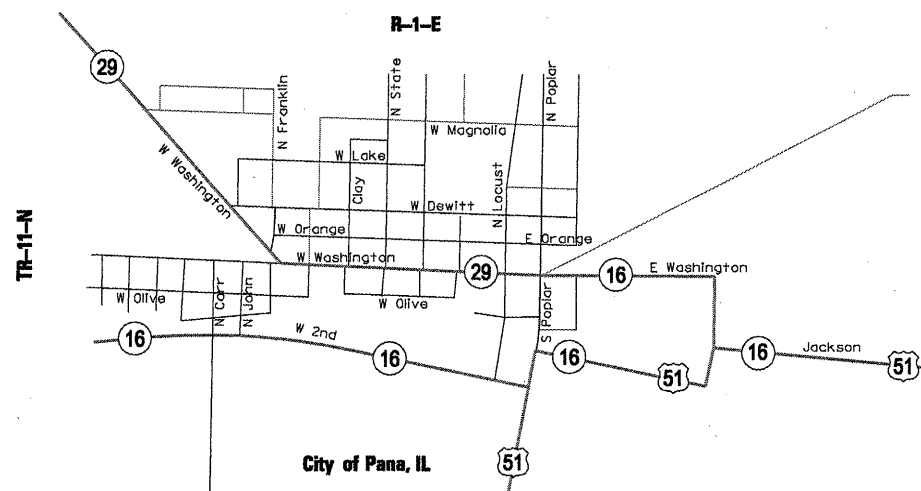 R-1-E
29
N Franklin
N State
N Poplar
W Magnolia
W Lake
Clay
N Locust
W Washington
W Dewitt
TR-11-N
W Orange
E Orange
W Washington
29
16
E Washington
W Olive
N Carr
N John
W Olive
S Poplar
16
W 2nd
16
16
51
16
Jackson
51
City of Pana, IL
51